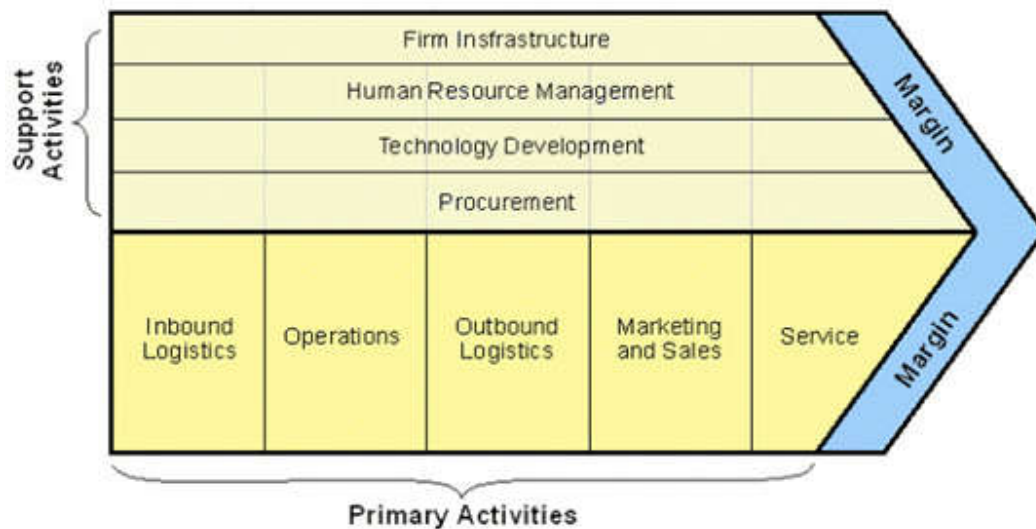 Support
Activities
Firm Insfrastructure
Human Resource Management
Technology Development
Procurement
Margin
Inbound
Logistics
Operations
Outbound
Logistics
Marketing
and Sales
Service
Margin
Primary Activities